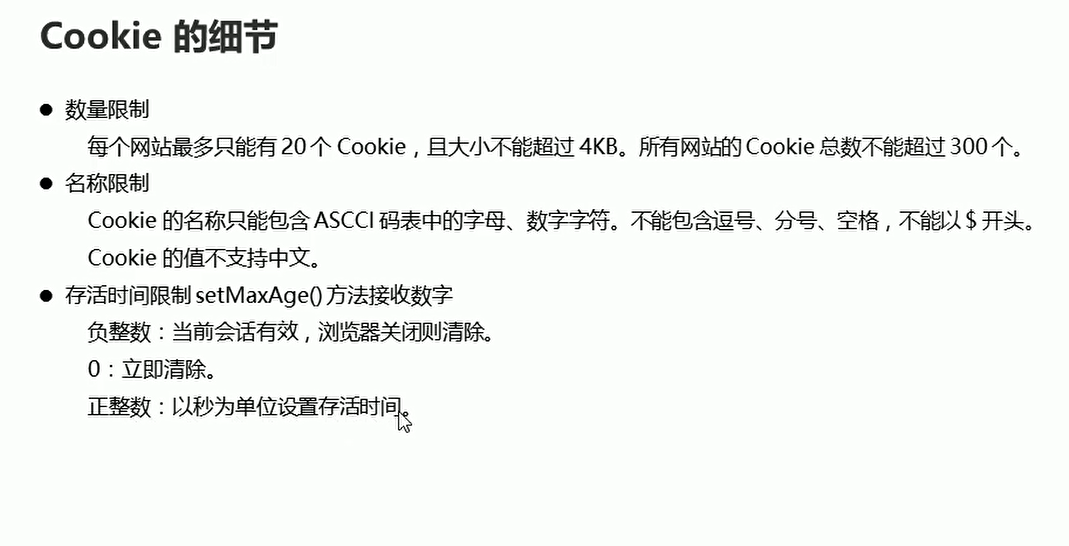 Cookie 的细节
● 数量限制
每个网站最多只能有 20 个 Cookie，且大小不能超过 4KB。所有网站的 Cookie 总数不能超过 300 个。
● 名称限制
Cookie 的名称只能包含 ASCCI 码表中的字母、数字字符。不能包含逗号、分号、空格，不能以 $ 开头。
Cookie 的值不支持中文。
● 存活时间限制 setMaxAge() 方法接收数字
负整数：当前会话有效，浏览器关闭则清除。
0：立即清除。
正整数：以秒为单位设置存活时间。